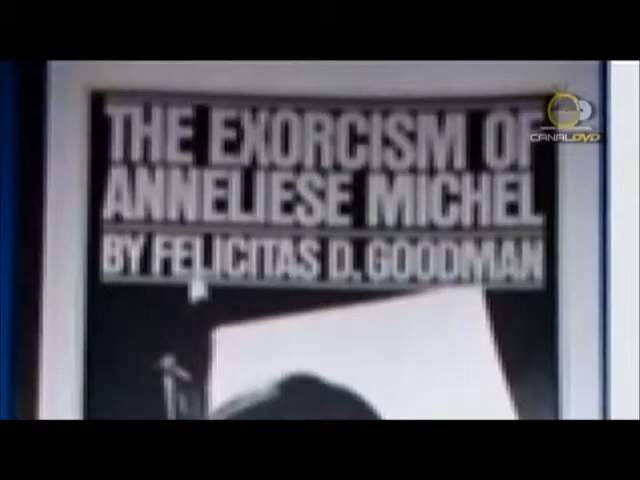 THE EXORCISM OF
ANNELIESE MICHEL
BY FELICITAS D. GOODMAN
CANALDVD